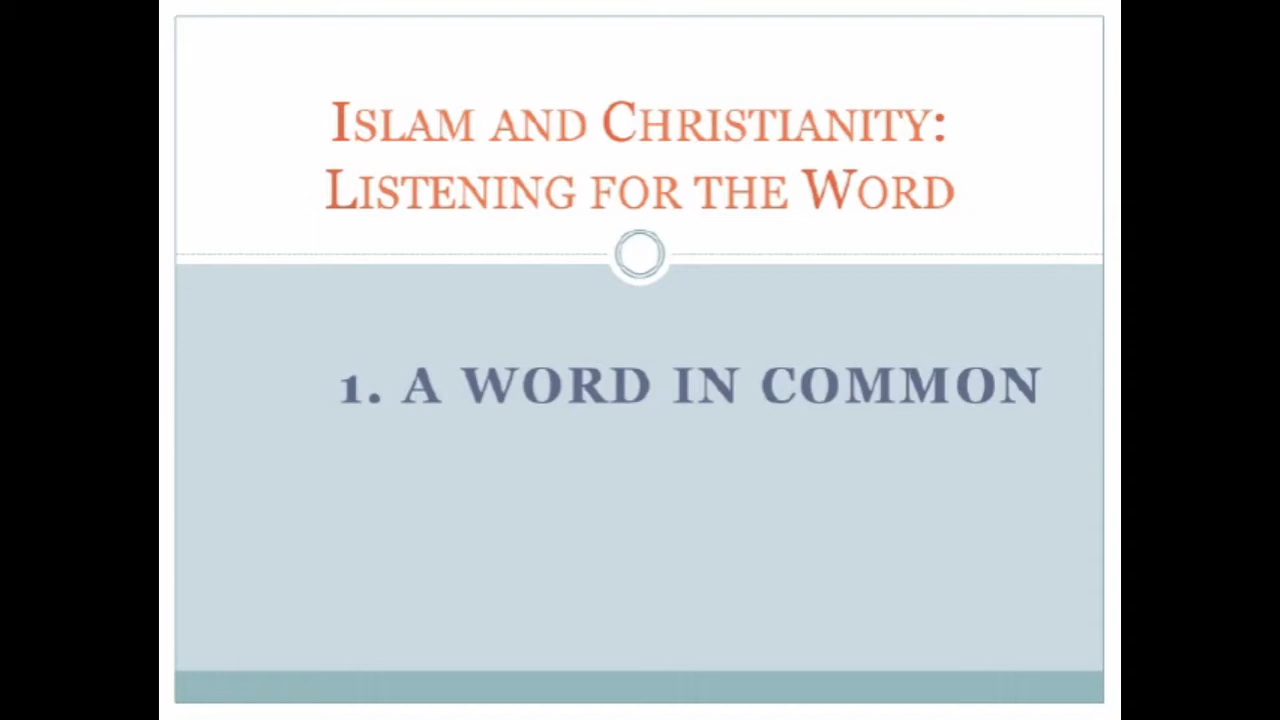 Islam and Christianity:
Listening for the Word
1. A WORD IN COMMON